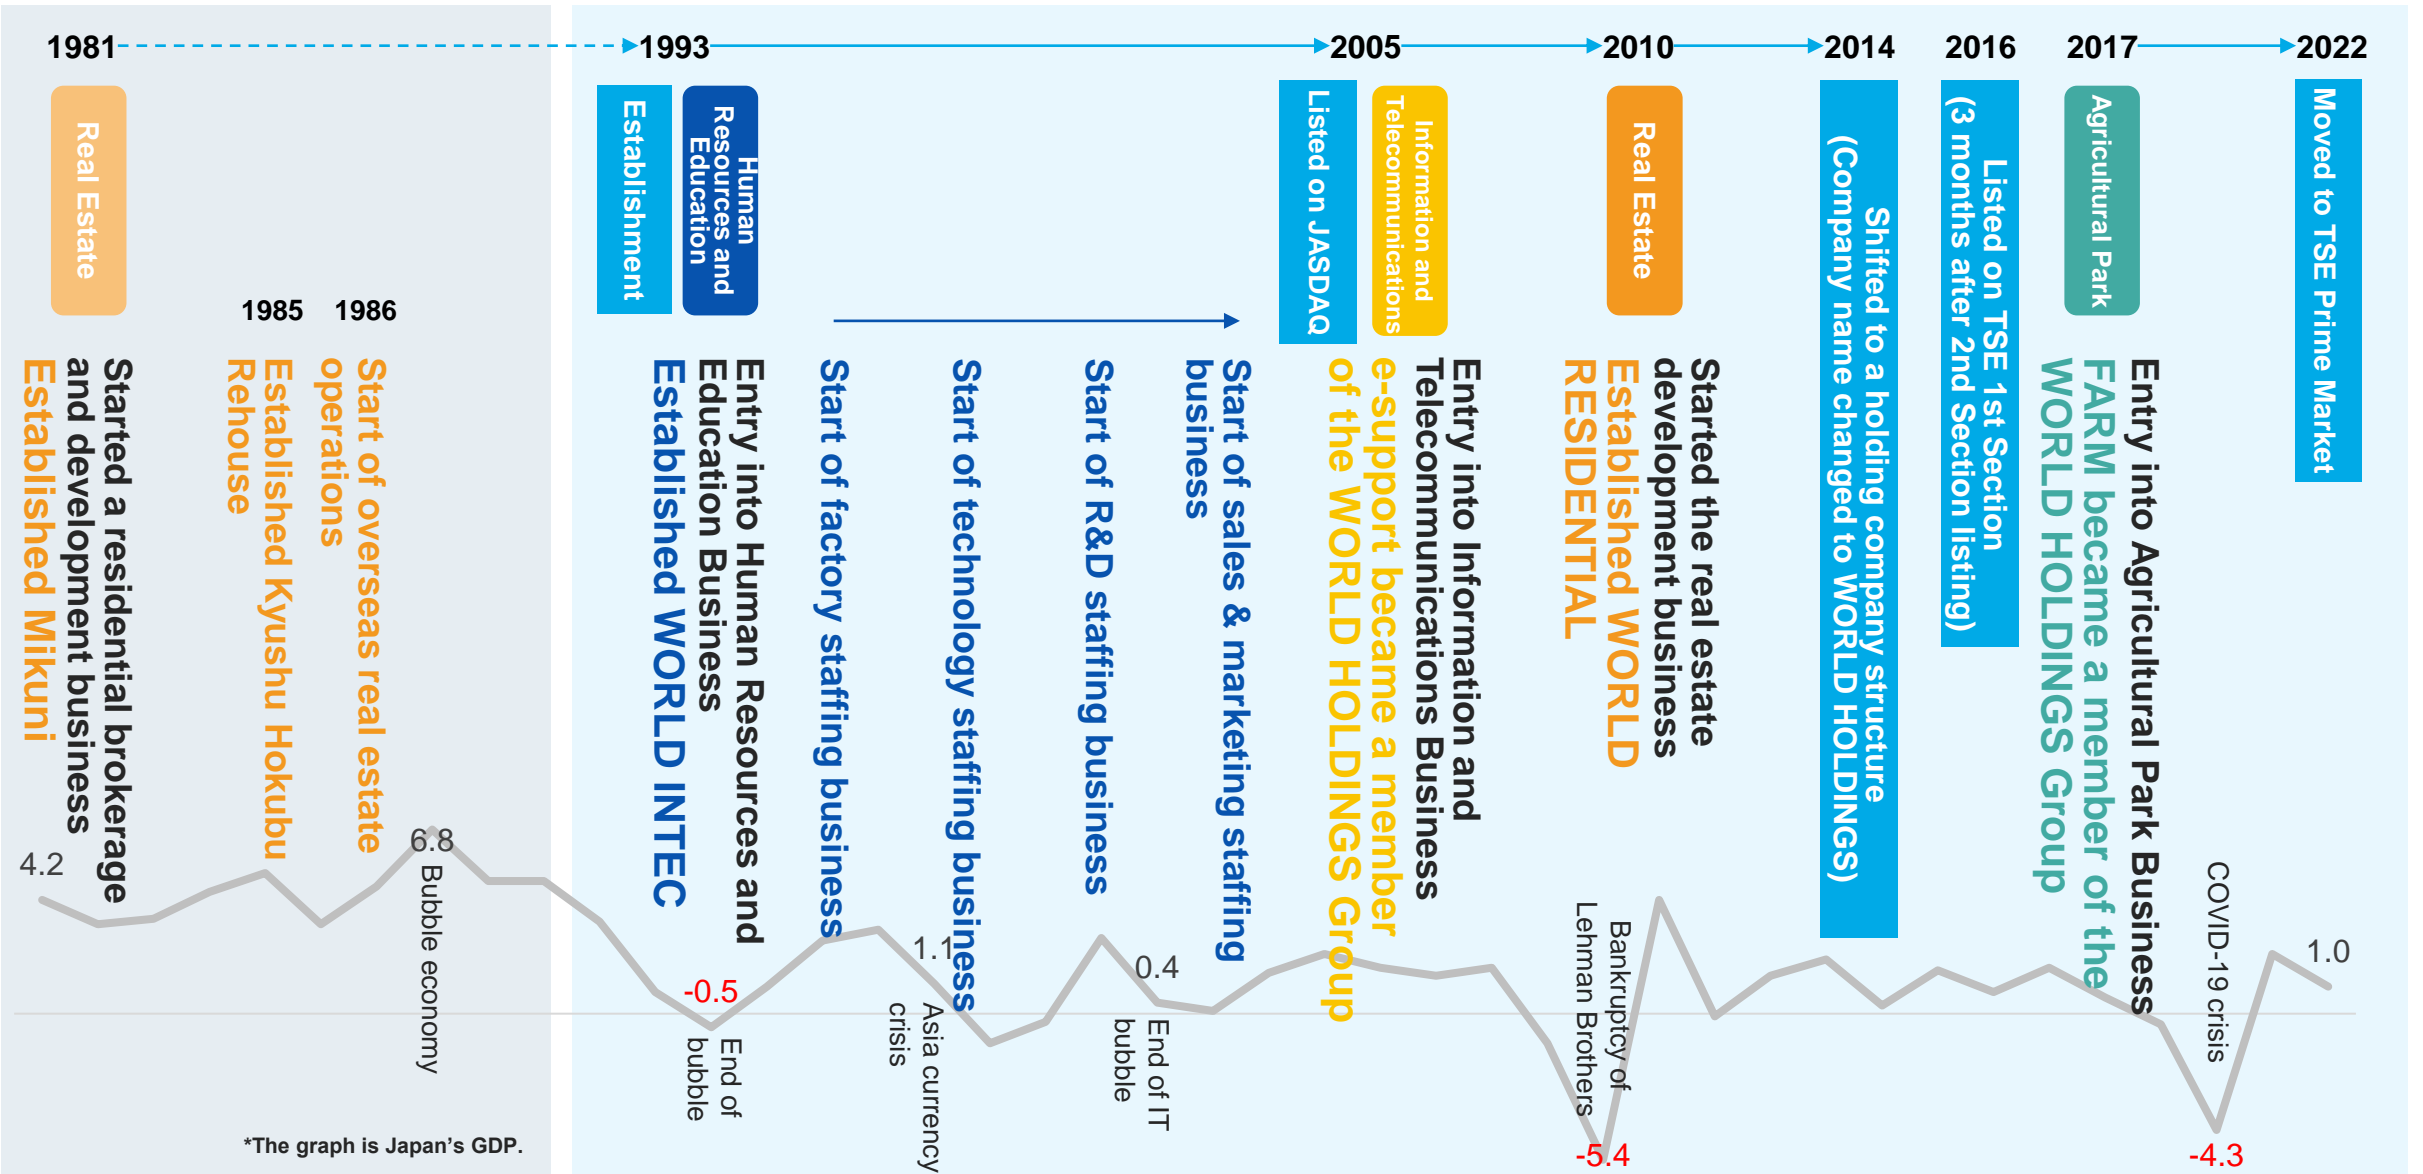 1981
1993
2005
2010
2014
2016
2017
2022
Real Estate
Establishment
Human
Resources and
Education
Listed on JASDAQ
Information and
Telecommunications
Real Estate
Shifted to a holding company structure
(Company name changed to WORLD HOLDINGS)
Listed on TSE 1st Section
(3 months after 2nd Section listing)
Agricultural Park
Moved to TSE Prime Market
1985
1986
Started a residential brokerage
and development business
Established Mikuni
Established Kyushu Hokubu
Rehouse
Start of overseas real estate
operations
Entry into Human Resources and
Education Business
Established WORLD INTEC
Start of factory staffing business
Start of technology staffing business
Start of R&D staffing business
Start of sales & marketing staffing
business
Entry into Information and
Telecommunications Business
e-support became a member
of the WORLD HOLDINGS Group
Started the real estate
development business
Established WORLD
RESIDENTIAL
Entry into Agricultural Park Business
FARM became a member of the
WORLD HOLDINGS Group
4.2
6.8
Bubble economy
-0.5
End of
bubble
1.1
Asia currency
crisis
0.4
End of IT
bubble
Bankruptcy of
Lehman Brothers
-5.4
COVID-19 crisis
-4.3
1.0
*The graph is Japan’s GDP.